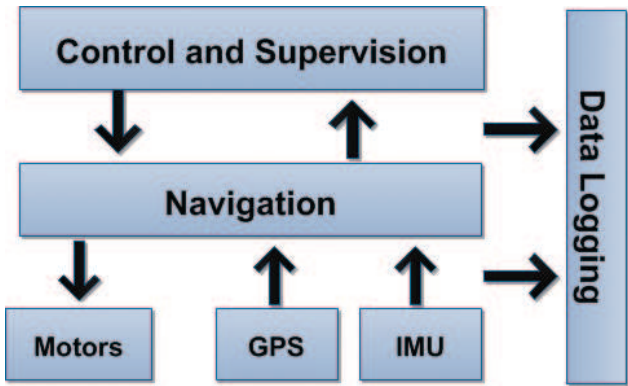 Control and Supervision
Navigation
Motors
GPS
IMU
Data Logging